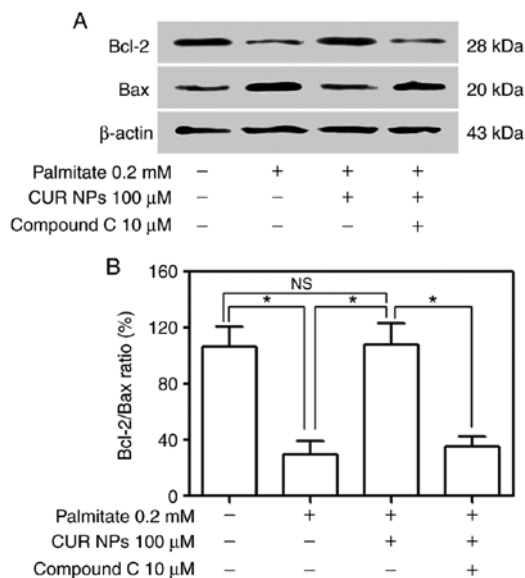 A
Bcl-2 28 kDa
Bax 20 kDa
β-actin 43 kDa
Palmitate 0.2 mM – + + +
CUR NPs 100 µM – – + +
Compound C 10 µM – – – +
B
Bcl-2/Bax ratio (%)
160
120
80
40
0
NS
* * *
Palmitate 0.2 mM – + + +
CUR NPs 100 µM – – + +
Compound C 10 µM – – – +